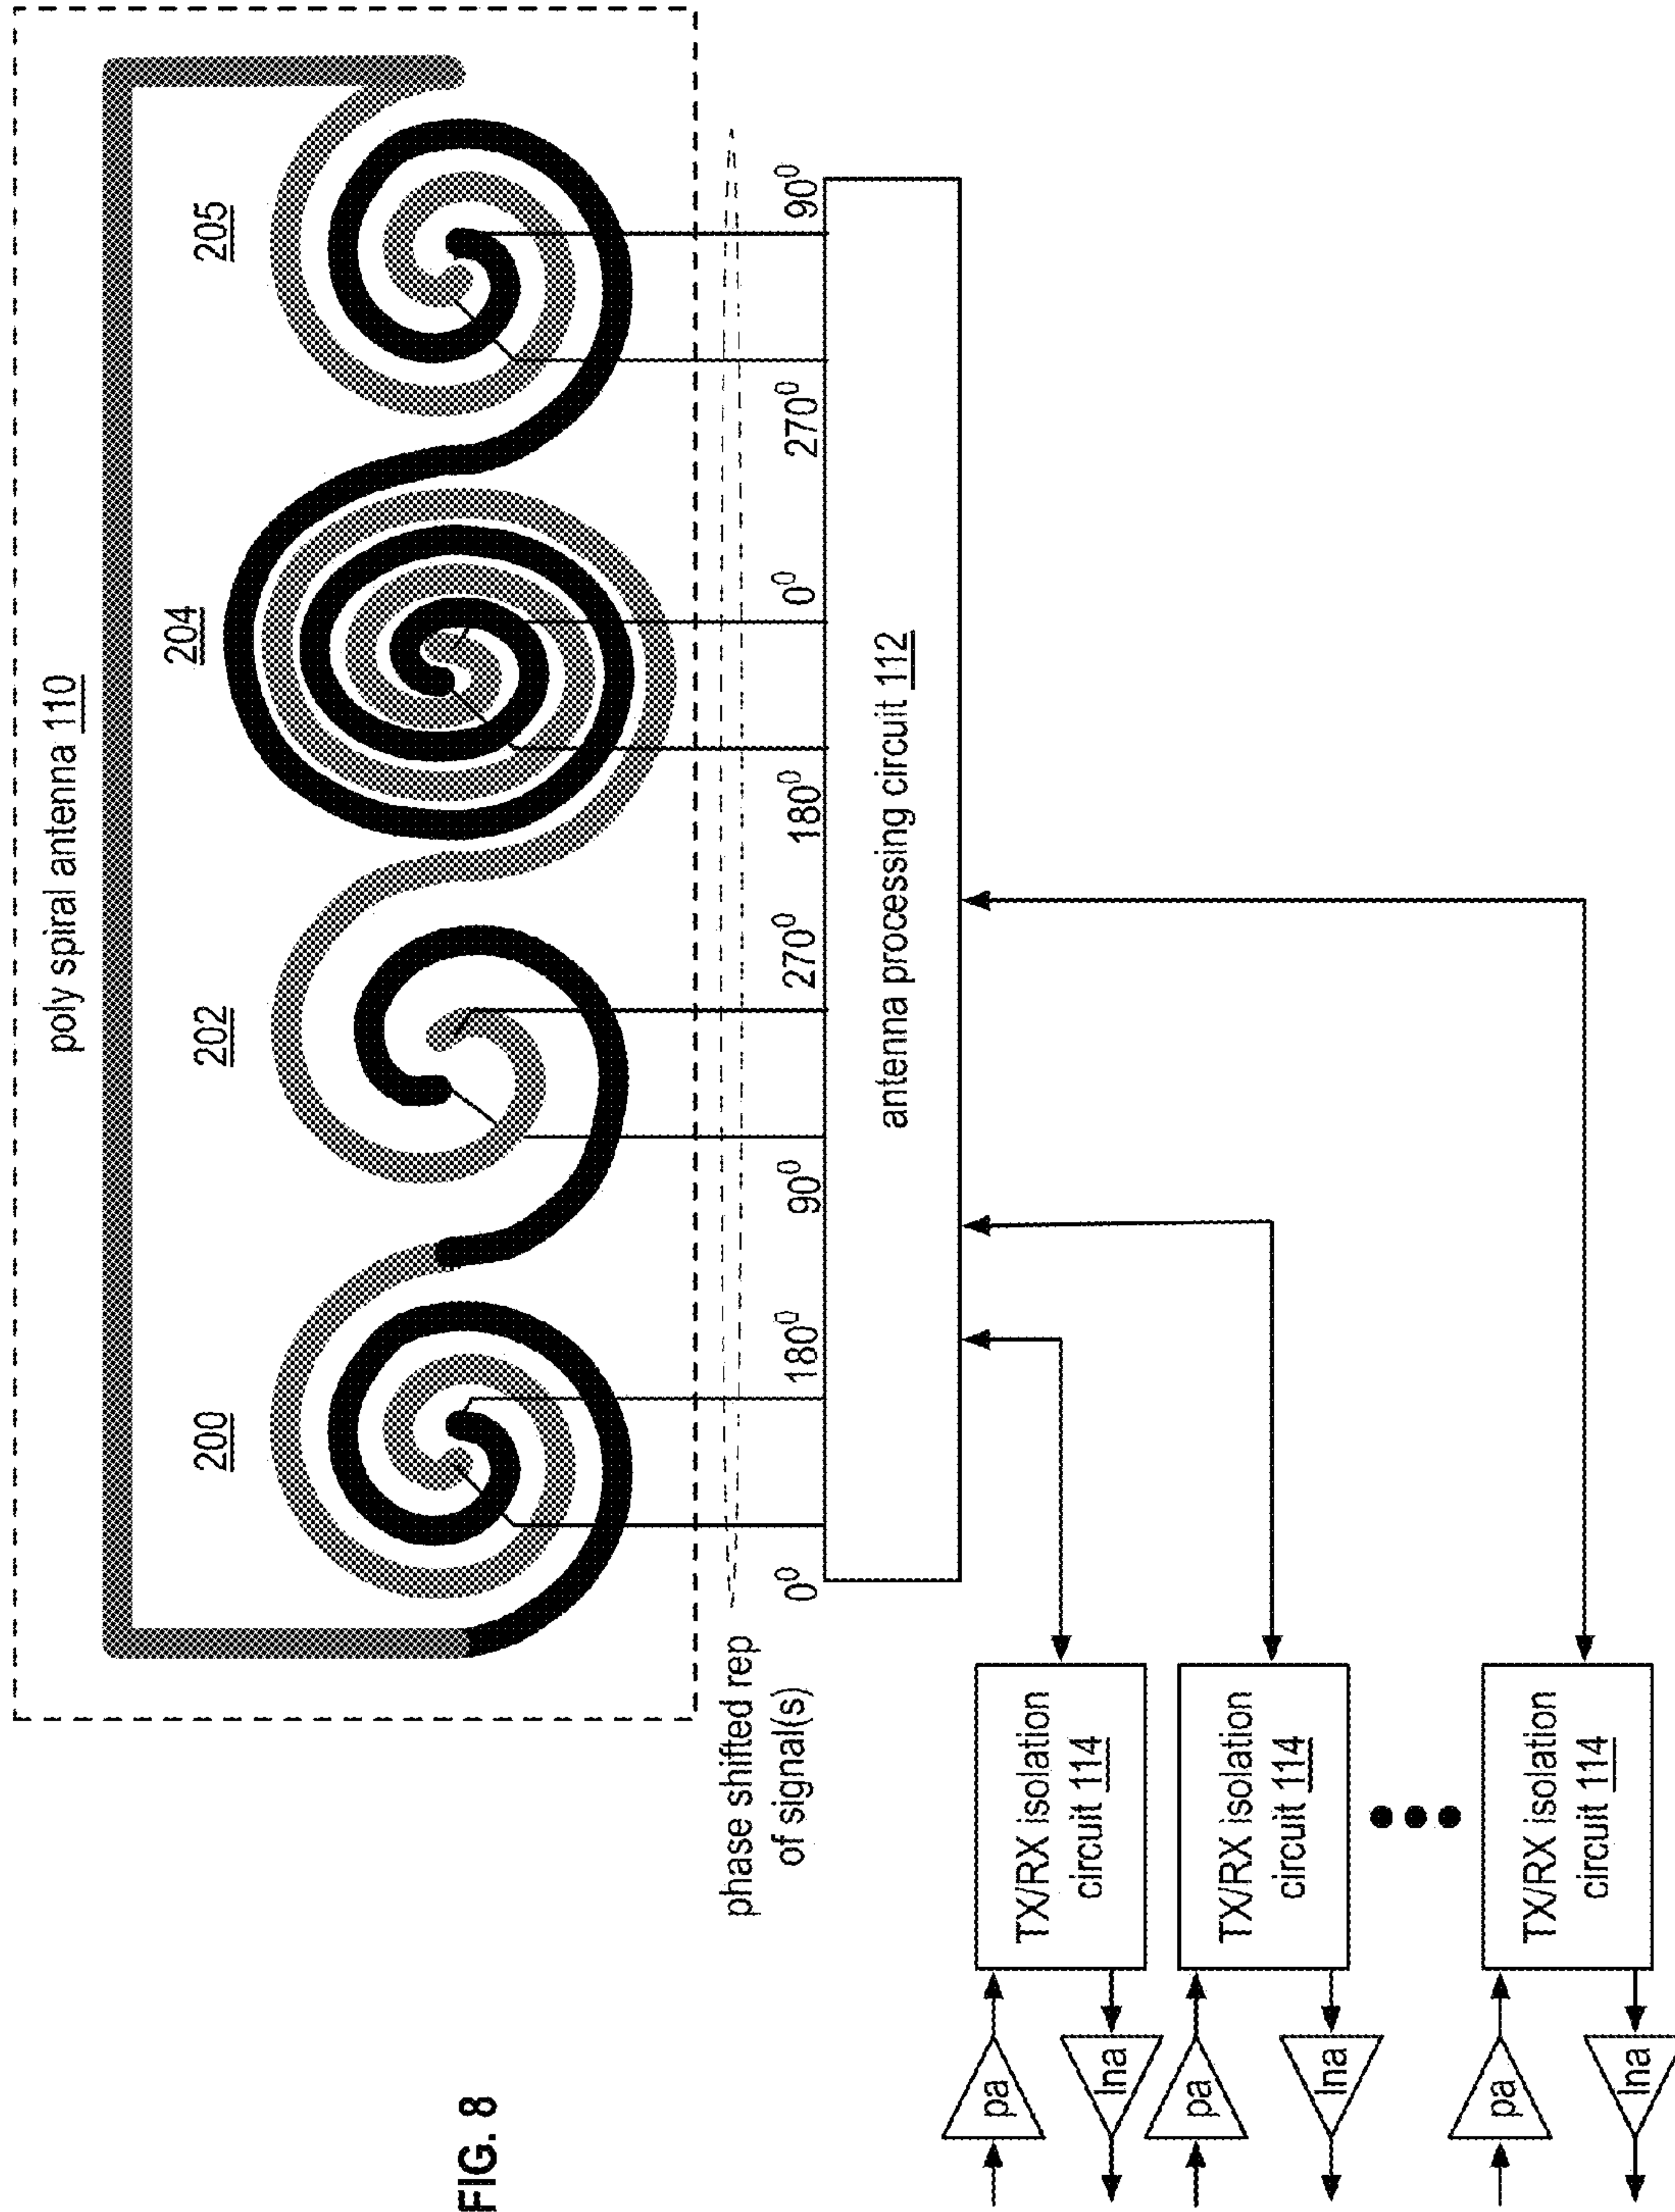 poly spiral antenna 110
200
202
204
205
phase shifted rep
of signal(s)
0⁰
180⁰
90⁰
270⁰
180⁰
0⁰
270⁰
90⁰
antenna processing circuit 112
TX/RX isolation
circuit 114
TX/RX isolation
circuit 114
TX/RX isolation
circuit 114
pa
lna
pa
lna
pa
lna
FIG. 8